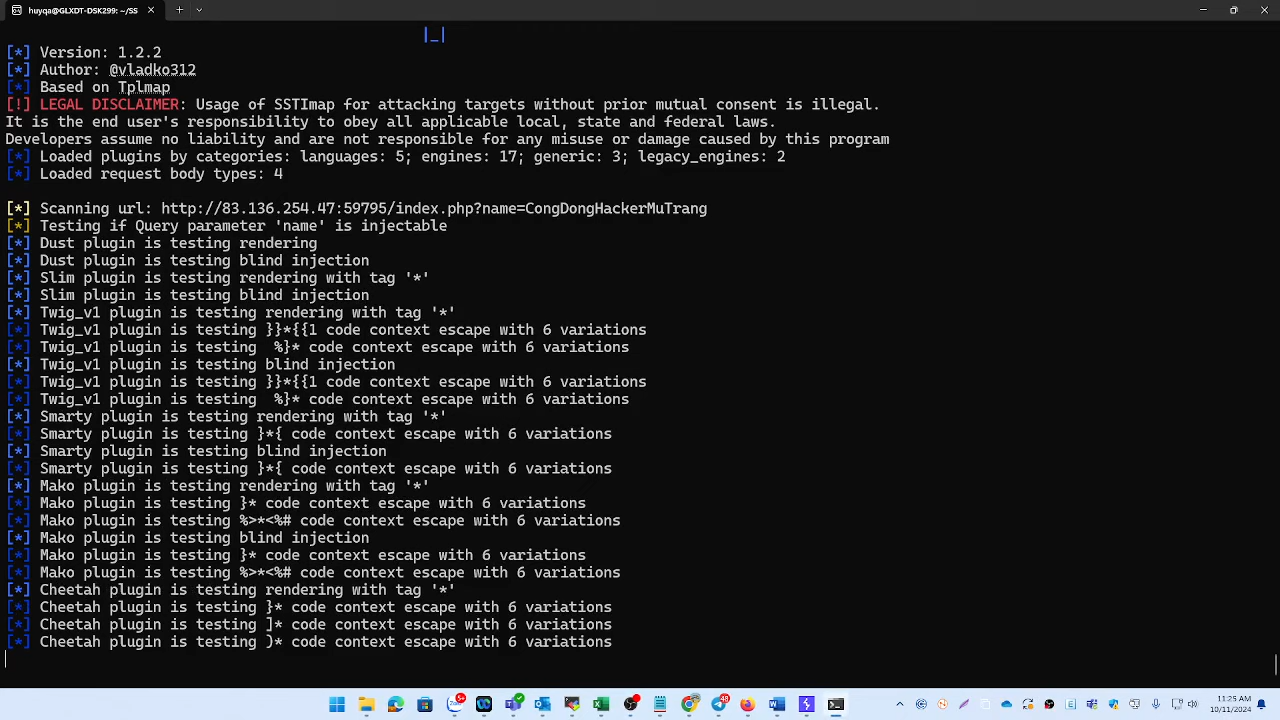 huyqa@GLXDT-DSK299: ~/SS
|_|
[*] Version: 1.2.2
[*] Author: @vladko312
[*] Based on Tplmap
[!] LEGAL DISCLAIMER: Usage of SSTImap for attacking targets without prior mutual consent is illegal.
It is the end user's responsibility to obey all applicable local, state and federal laws.
Developers assume no liability and are not responsible for any misuse or damage caused by this program
[*] Loaded plugins by categories: languages: 5; engines: 17; generic: 3; legacy_engines: 2
[*] Loaded request body types: 4
[*] Scanning url: http://83.136.254.47:59795/index.php?name=CongDongHackerMuTrang
[*] Testing if Query parameter 'name' is injectable
[*] Dust plugin is testing rendering
[*] Dust plugin is testing blind injection
[*] Slim plugin is testing rendering with tag '*'
[*] Slim plugin is testing blind injection
[*] Twig_v1 plugin is testing rendering with tag '*'
[*] Twig_v1 plugin is testing }}*{{1 code context escape with 6 variations
[*] Twig_v1 plugin is testing  %}* code context escape with 6 variations
[*] Twig_v1 plugin is testing blind injection
[*] Twig_v1 plugin is testing }}*{{1 code context escape with 6 variations
[*] Twig_v1 plugin is testing  %}* code context escape with 6 variations
[*] Smarty plugin is testing rendering with tag '*'
[*] Smarty plugin is testing }*{ code context escape with 6 variations
[*] Smarty plugin is testing blind injection
[*] Smarty plugin is testing }*{ code context escape with 6 variations
[*] Mako plugin is testing rendering with tag '*'
[*] Mako plugin is testing }* code context escape with 6 variations
[*] Mako plugin is testing %>*<%# code context escape with 6 variations
[*] Mako plugin is testing blind injection
[*] Mako plugin is testing }* code context escape with 6 variations
[*] Mako plugin is testing %>*<%# code context escape with 6 variations
[*] Cheetah plugin is testing rendering with tag '*'
[*] Cheetah plugin is testing }* code context escape with 6 variations
[*] Cheetah plugin is testing ]* code context escape with 6 variations
[*] Cheetah plugin is testing )* code context escape with 6 variations
5+
48
11:25 AM
10/11/2024